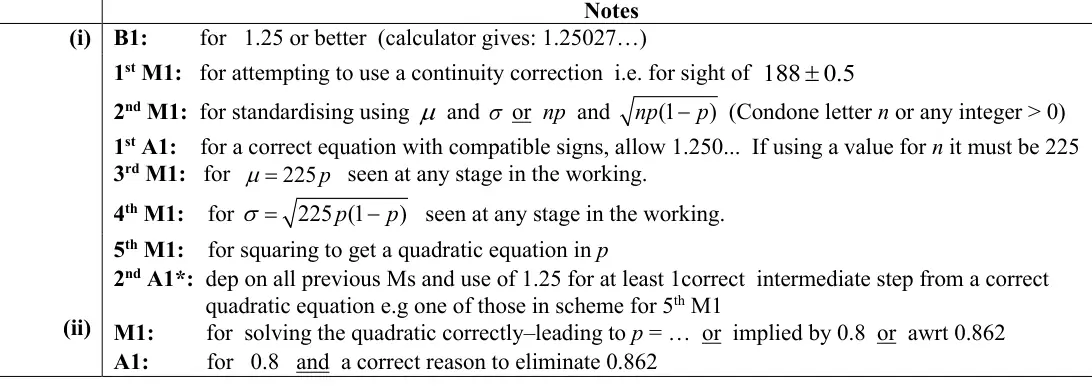 Notes
(i) B1: for 1.25 or better (calculator gives: 1.25027…)
1st M1: for attempting to use a continuity correction i.e. for sight of 188 ± 0.5
2nd M1: for standardising using μ and σ or np and √np(1 − p) (Condone letter n or any integer > 0)
1st A1: for a correct equation with compatible signs, allow 1.250... If using a value for n it must be 225
3rd M1: for μ = 225p seen at any stage in the working.
4th M1: for σ = √225p(1 − p) seen at any stage in the working.
5th M1: for squaring to get a quadratic equation in p
2nd A1*: dep on all previous Ms and use of 1.25 for at least 1correct intermediate step from a correct
quadratic equation e.g one of those in scheme for 5th M1
(ii) M1: for solving the quadratic correctly–leading to p = … or implied by 0.8 or awrt 0.862
A1: for 0.8 and a correct reason to eliminate 0.862